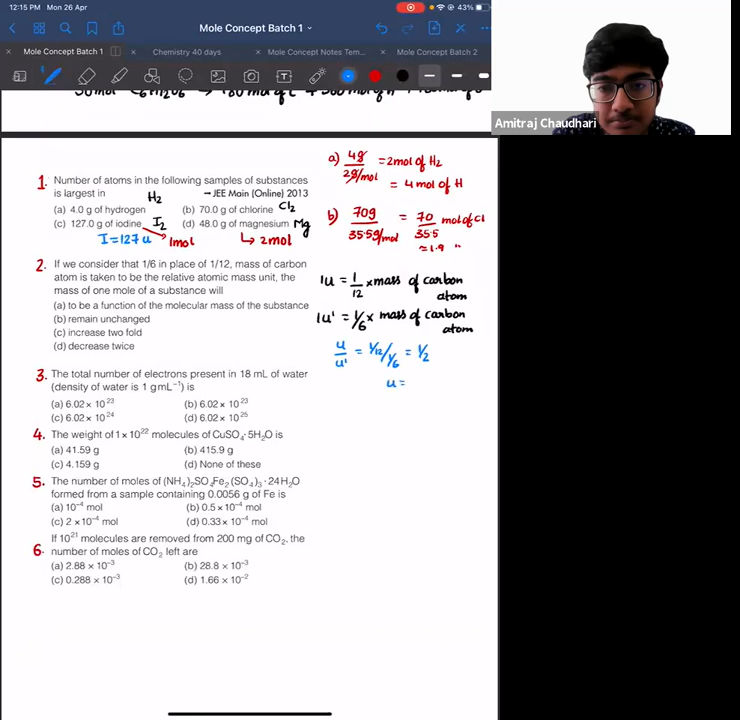 12:15 PM Mon 26 Apr
43%
Mole Concept Batch 1
Mole Concept Batch 1
Chemistry 40 days
Mole Concept Notes Tem...
Mole Concept Batch 2
Amitraj Chaudhari
1. Number of atoms in the following samples of substances
is largest in → JEE Main (Online) 2013
H2 Cl2
(a) 4.0 g of hydrogen (b) 70.0 g of chlorine
(c) 127.0 g of iodine I2 (d) 48.0 g of magnesium Mg
I = 127 u 1mol ↳ 2mol
a) 4g/2g/mol = 2mol of H2
= 4 mol of H
b) 70g/35.5g/mol = 70/35.5 mol of Cl
≈ 1.9 "
2. If we consider that 1/6 in place of 1/12, mass of carbon
atom is taken to be the relative atomic mass unit, the
mass of one mole of a substance will
(a) to be a function of the molecular mass of the substance
(b) remain unchanged
(c) increase two fold
(d) decrease twice
1u = 1/12 × mass of carbon
atom
1u' = 1/6 × mass of carbon
atom
u/u' = 1/12/1/6 = 1/2
u =
3. The total number of electrons present in 18 mL of water
(density of water is 1 g mL⁻¹) is
(a) 6.02 × 10²³ (b) 6.02 × 10²³
(c) 6.02 × 10²⁴ (d) 6.02 × 10²⁵
4. The weight of 1 × 10²² molecules of CuSO4·5H2O is
(a) 41.59 g (b) 415.9 g
(c) 4.159 g (d) None of these
5. The number of moles of (NH4)2SO4Fe2(SO4)3·24H2O
formed from a sample containing 0.0056 g of Fe is
(a) 10⁻⁴ mol (b) 0.5 × 10⁻⁴ mol
(c) 2 × 10⁻⁴ mol (d) 0.33 × 10⁻⁴ mol
6. If 10²¹ molecules are removed from 200 mg of CO2, the
number of moles of CO2 left are
(a) 2.88 × 10⁻³ (b) 28.8 × 10⁻³
(c) 0.288 × 10⁻³ (d) 1.66 × 10⁻²